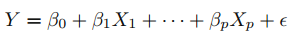 Y = β₀ + β₁X₁ + ⋯ + βₚXₚ + ϵ